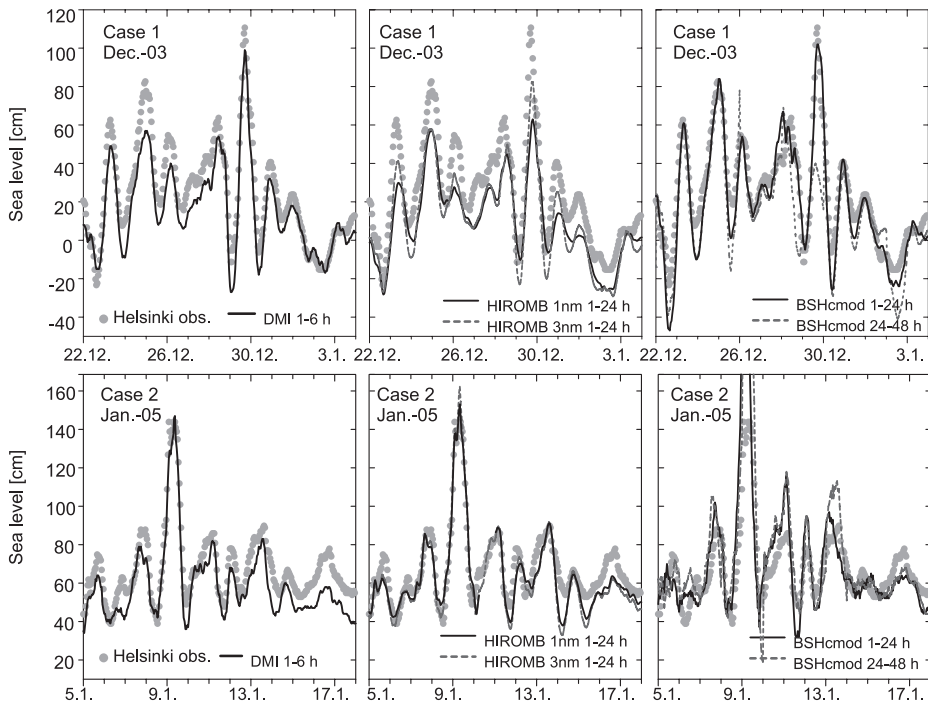 120
100
80
60
40
20
0
-20
-40
Sea level [cm]
Case 1
Dec.-03
Helsinki obs.
DMI 1-6 h
22.12.
26.12.
30.12.
3.1.
Case 1
Dec.-03
HIROMB 1nm 1-24 h
HIROMB 3nm 1-24 h
22.12.
26.12.
30.12.
3.1.
Case 1
Dec.-03
BSHcmod 1-24 h
BSHcmod 24-48 h
22.12.
26.12.
30.12.
3.1.
160
140
120
100
80
60
40
20
Sea level [cm]
Case 2
Jan.-05
Helsinki obs.
DMI 1-6 h
5.1.
9.1.
13.1.
17.1.
Case 2
Jan.-05
HIROMB 1nm 1-24 h
HIROMB 3nm 1-24 h
5.1.
9.1.
13.1.
17.1.
Case 2
Jan.-05
BSHcmod 1-24 h
BSHcmod 24-48 h
5.1.
9.1.
13.1.
17.1.